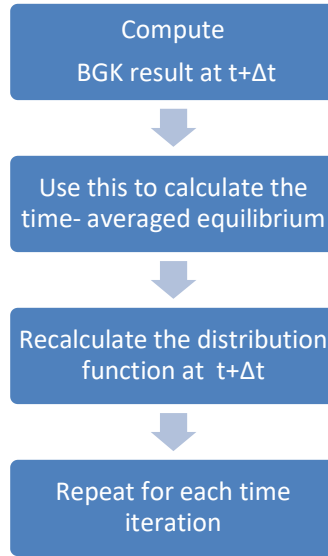 Compute
BGK result at t+Δt
Use this to calculate the
time- averaged equilibrium
Recalculate the distribution
function at t+Δt
Repeat for each time
iteration